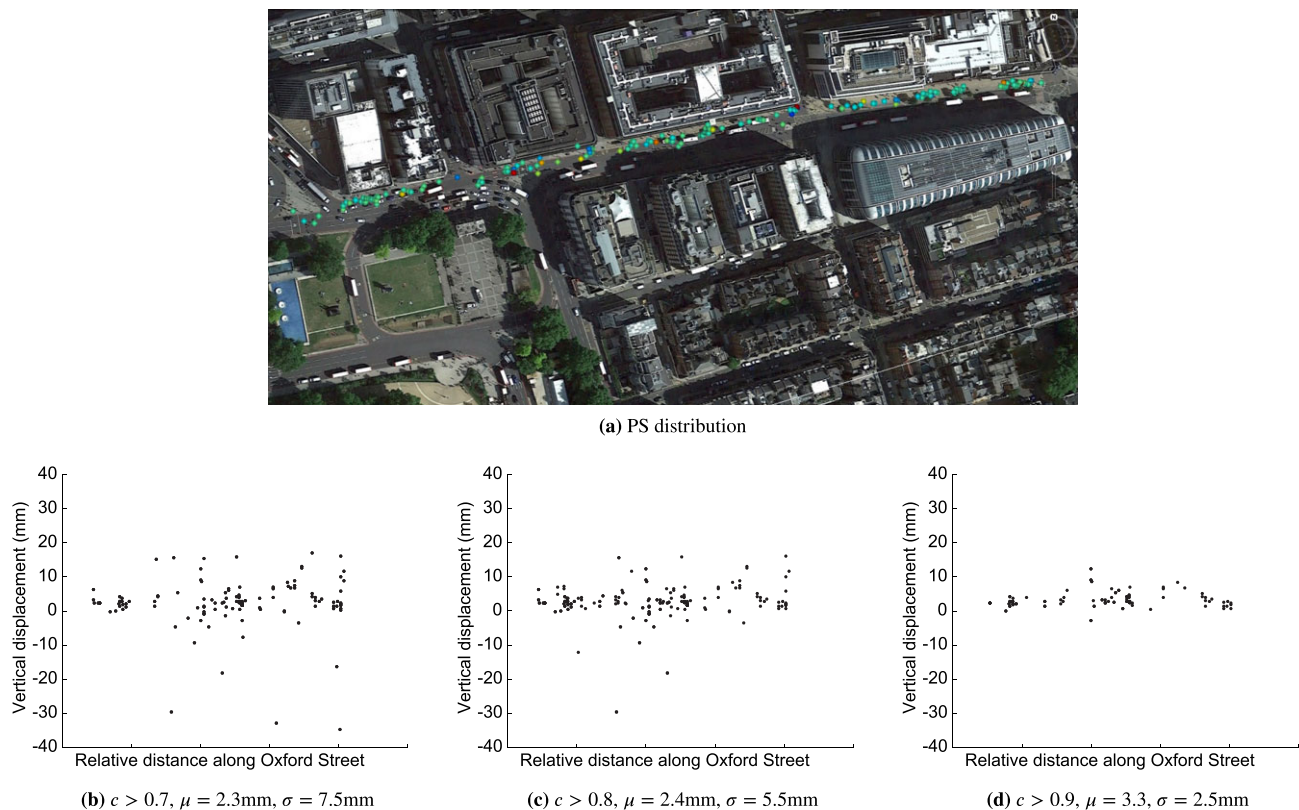 N
(a) PS distribution
40
30
20
10
0
-10
-20
-30
-40
Vertical displacement (mm)
Relative distance along Oxford Street
(b) c > 0.7, μ = 2.3mm, σ = 7.5mm
40
30
20
10
0
-10
-20
-30
-40
Vertical displacement (mm)
Relative distance along Oxford Street
(c) c > 0.8, μ = 2.4mm, σ = 5.5mm
40
30
20
10
0
-10
-20
-30
-40
Vertical displacement (mm)
Relative distance along Oxford Street
(d) c > 0.9, μ = 3.3, σ = 2.5mm